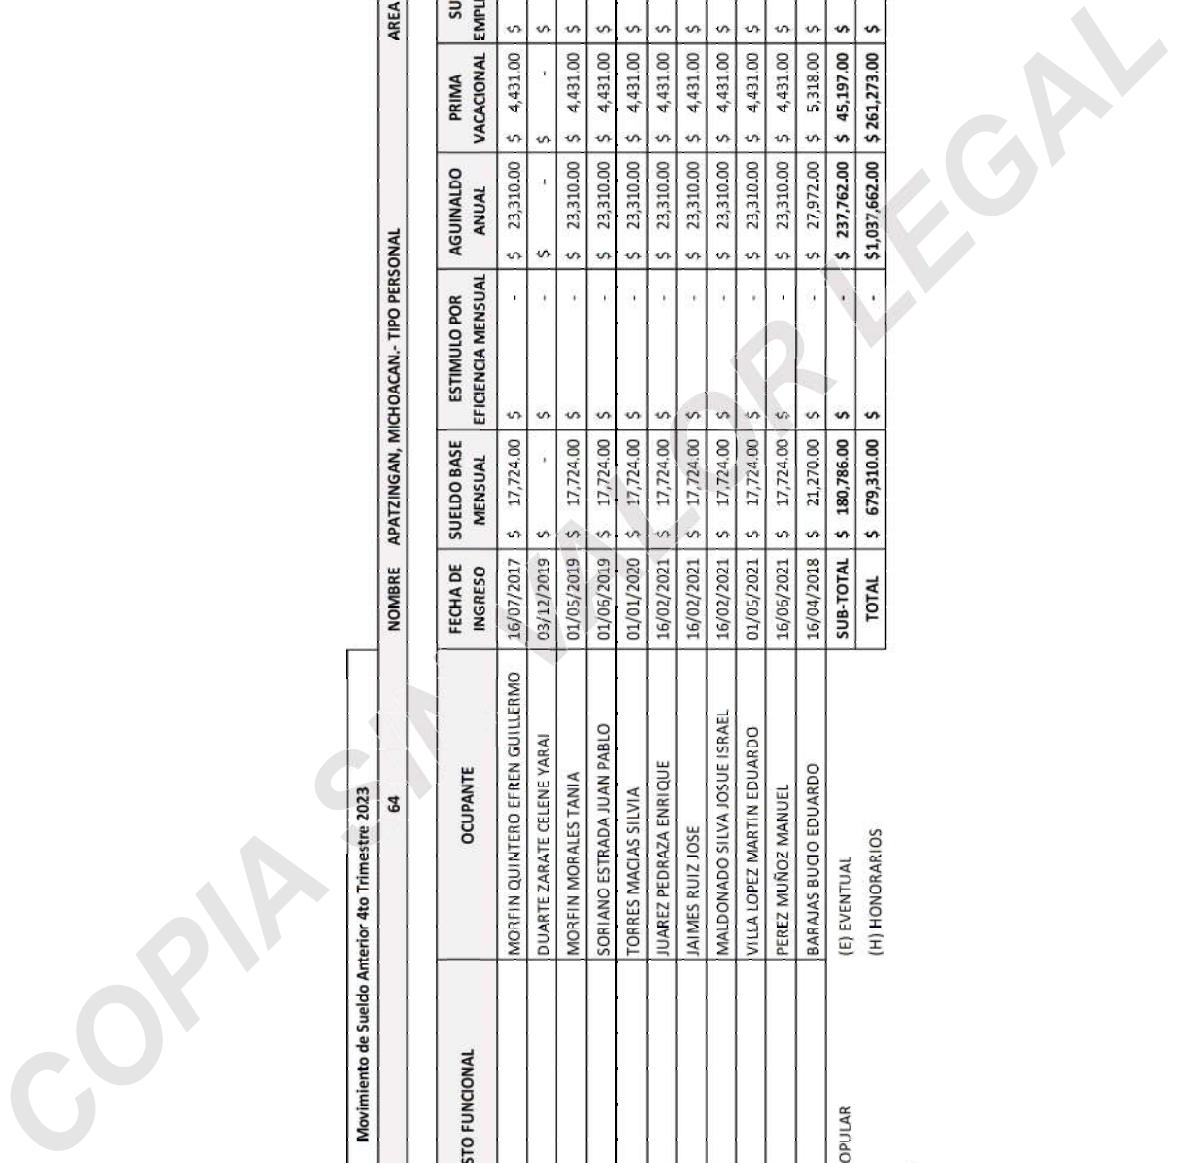 Movimiento de Sueldo Anterior 4to Trimestre 2023
64 NOMBRE APATZINGAN, MICHOACAN.- TIPO PERSONAL AREA
STO FUNCIONAL OCUPANTE FECHA DE INGRESO SUELDO BASE MENSUAL ESTIMULO POR EFICIENCIA MENSUAL AGUINALDO ANUAL PRIMA VACACIONAL SU EMPL
MORFIN QUINTERO EFREN GUILLERMO 16/07/2017 $ 17,724.00 $ - $ 23,310.00 $ 4,431.00 $
DUARTE ZARATE CELENE YARAI 03/12/2019 $ - $ - $ - $ - $
MORFIN MORALES TANIA 01/05/2019 $ 17,724.00 $ - $ 23,310.00 $ 4,431.00 $
SORIANO ESTRADA JUAN PABLO 01/06/2019 $ 17,724.00 $ - $ 23,310.00 $ 4,431.00 $
TORRES MACIAS SILVIA 01/01/2020 $ 17,724.00 $ - $ 23,310.00 $ 4,431.00 $
JUAREZ PEDRAZA ENRIQUE 16/02/2021 $ 17,724.00 $ - $ 23,310.00 $ 4,431.00 $
JAIMES RUIZ JOSE 16/02/2021 $ 17,724.00 $ - $ 23,310.00 $ 4,431.00 $
MALDONADO SILVA JOSUE ISRAEL 16/02/2021 $ 17,724.00 $ - $ 23,310.00 $ 4,431.00 $
VILLA LOPEZ MARTIN EDUARDO 01/05/2021 $ 17,724.00 $ - $ 23,310.00 $ 4,431.00 $
PEREZ MUÑOZ MANUEL 16/06/2021 $ 17,724.00 $ - $ 23,310.00 $ 4,431.00 $
BARAJAS BUCIO EDUARDO 16/04/2018 $ 21,270.00 $ - $ 27,972.00 $ 5,318.00 $
OPULAR (E) EVENTUAL SUB-TOTAL $ 180,786.00 $ - $ 237,762.00 $ 45,197.00 $
(H) HONORARIOS TOTAL $ 679,310.00 $ - $1,037,662.00 $ 261,273.00 $
COPIA SIN VALOR LEGAL